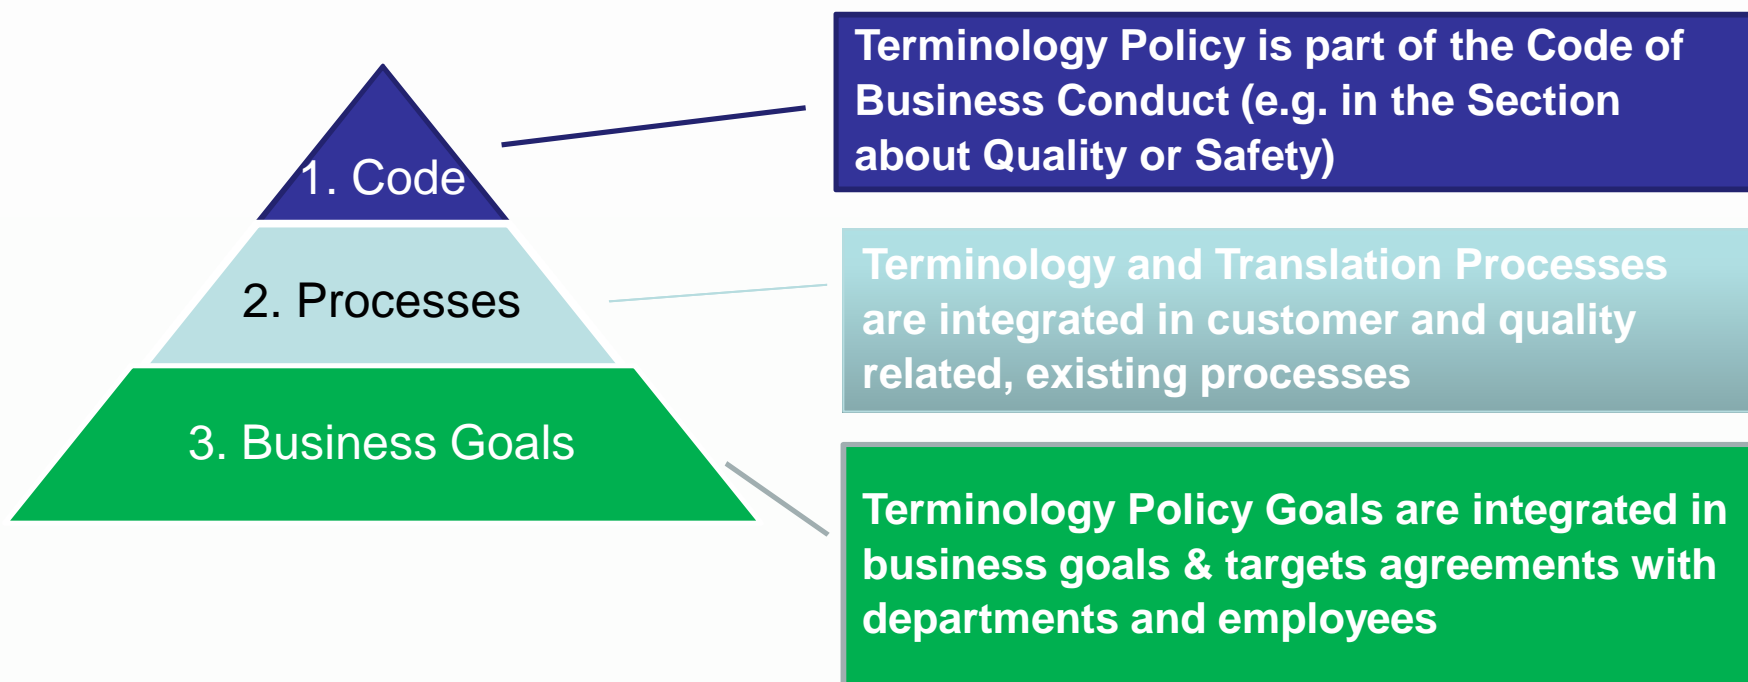 1. Code
2. Processes
3. Business Goals
Terminology Policy is part of the Code of
Business Conduct (e.g. in the Section
about Quality or Safety)
Terminology and Translation Processes
are integrated in customer and quality
related, existing processes
Terminology Policy Goals are integrated in
business goals & targets agreements with
departments and employees